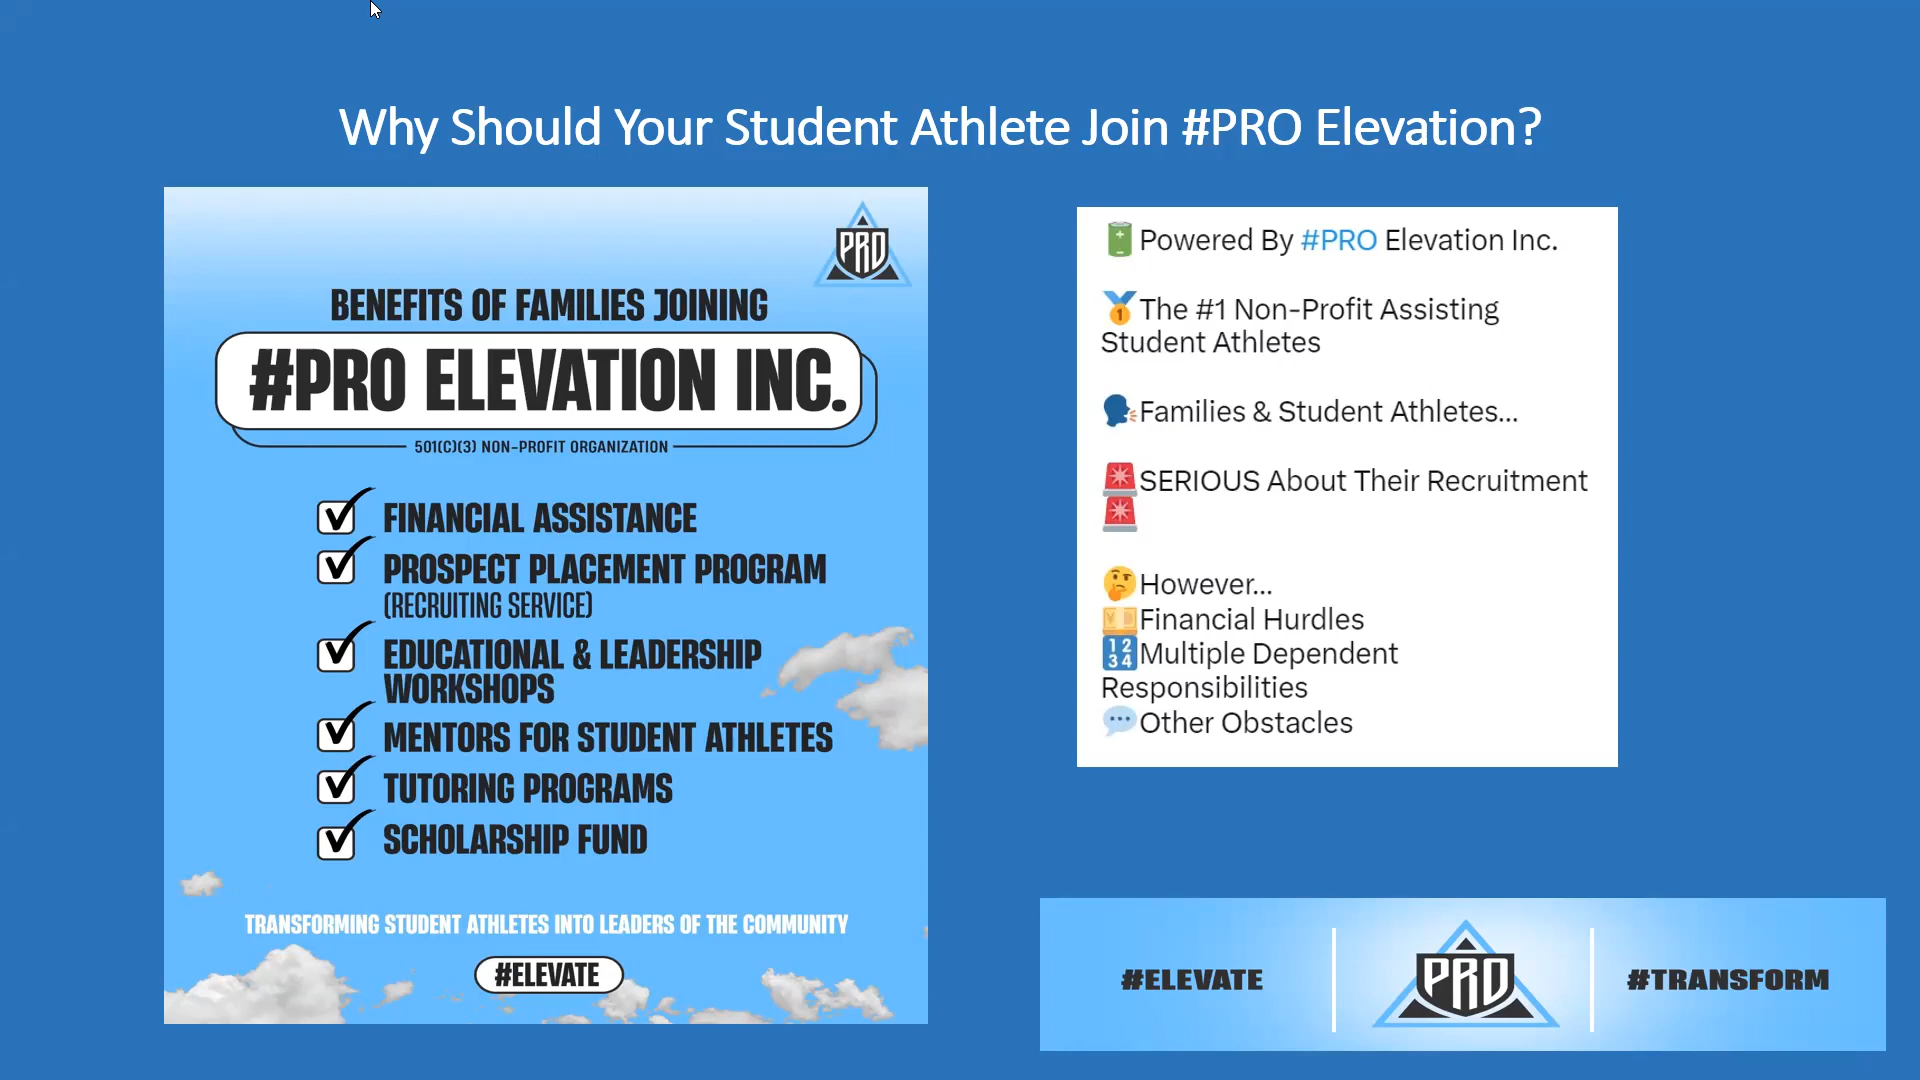 Why Should Your Student Athlete Join #PRO Elevation?
PRO
BENEFITS OF FAMILIES JOINING
#PRO ELEVATION INC.
501(C)(3) NON-PROFIT ORGANIZATION
FINANCIAL ASSISTANCE
PROSPECT PLACEMENT PROGRAM
(RECRUITING SERVICE)
EDUCATIONAL & LEADERSHIP
WORKSHOPS
MENTORS FOR STUDENT ATHLETES
TUTORING PROGRAMS
SCHOLARSHIP FUND
TRANSFORMING STUDENT ATHLETES INTO LEADERS OF THE COMMUNITY
#ELEVATE
🔋Powered By #PRO Elevation Inc.
🥇The #1 Non-Profit Assisting
Student Athletes
🗣Families & Student Athletes...
🚨SERIOUS About Their Recruitment
🚨
🤔However...
💴Financial Hurdles
🔢Multiple Dependent
Responsibilities
💬Other Obstacles
#ELEVATE
PRO
#TRANSFORM